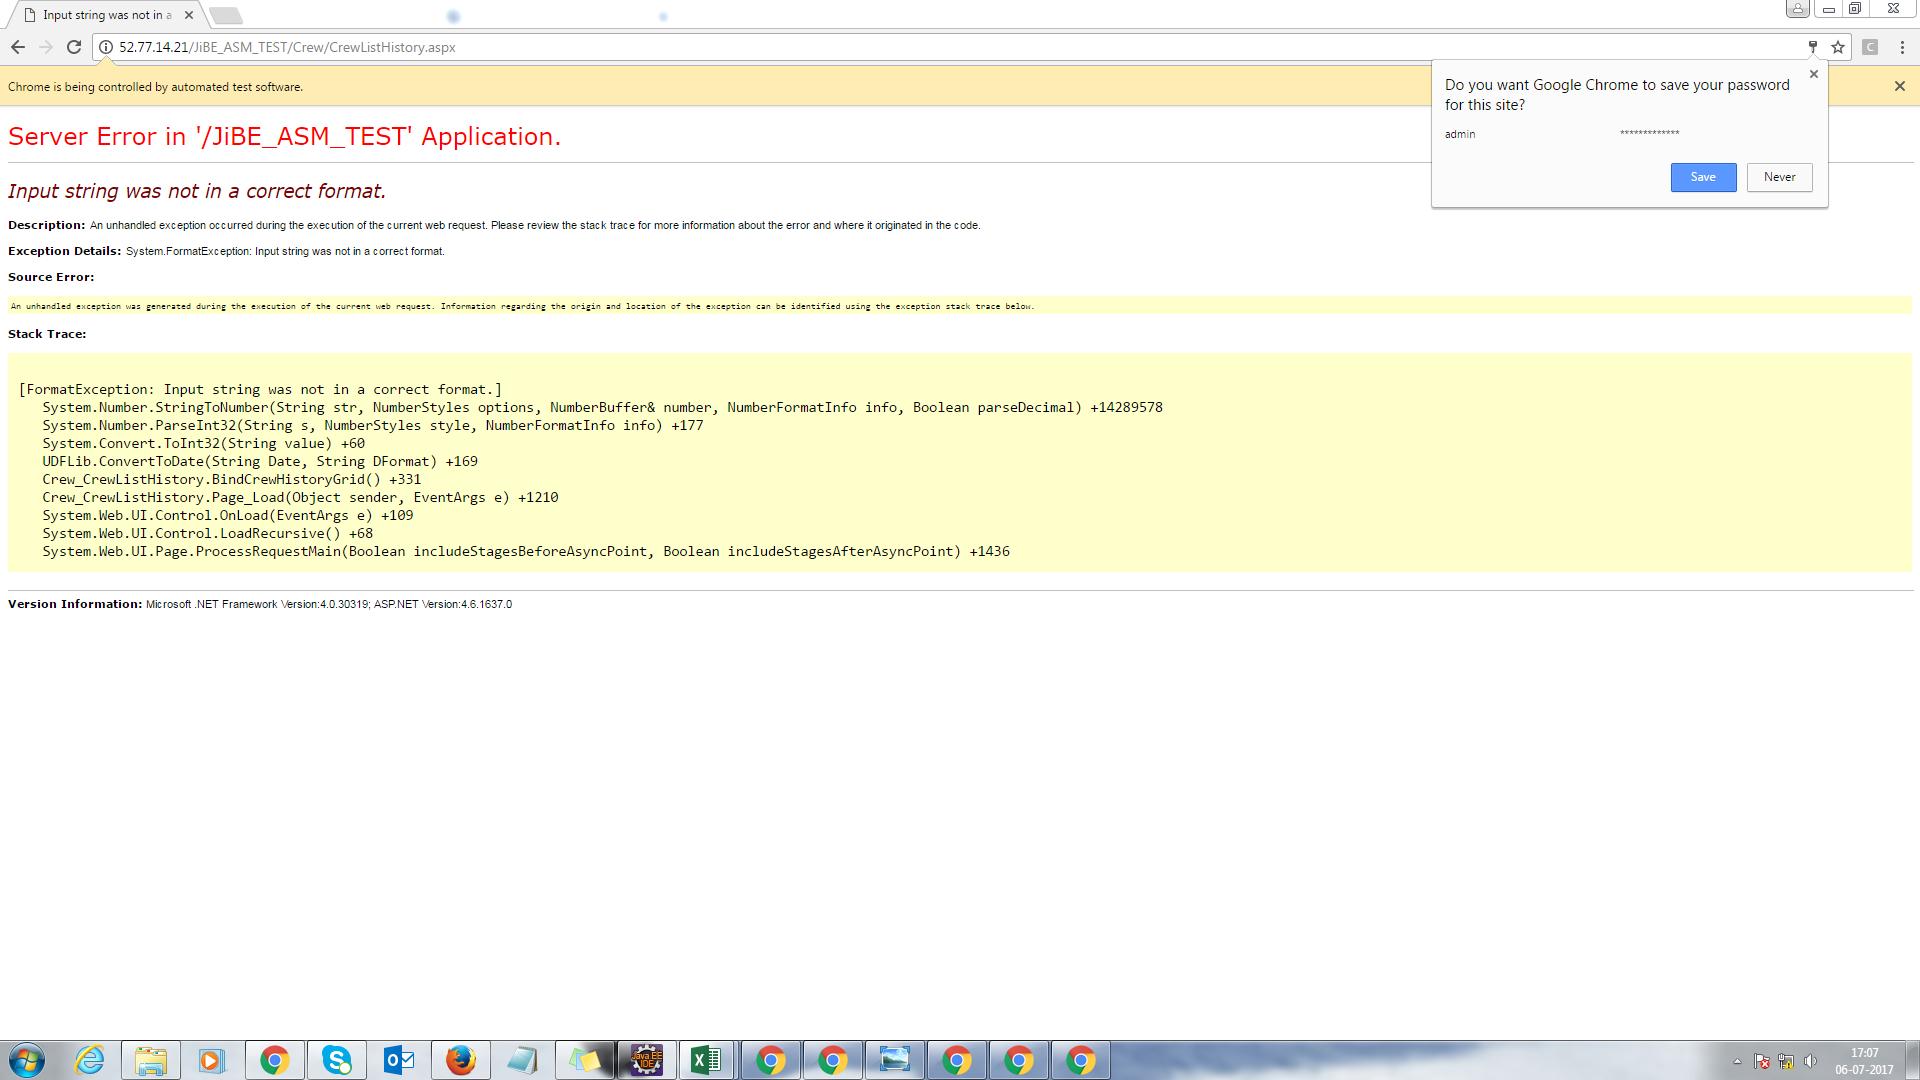 Input string was not in a
52.77.14.21/JiBE_ASM_TEST/Crew/CrewListHistory.aspx
C
Chrome is being controlled by automated test software.
Do you want Google Chrome to save your password
for this site?
admin *************
Save Never
Server Error in '/JiBE_ASM_TEST' Application.
Input string was not in a correct format.
Description: An unhandled exception occurred during the execution of the current web request. Please review the stack trace for more information about the error and where it originated in the code.
Exception Details: System.FormatException: Input string was not in a correct format.
Source Error:
An unhandled exception was generated during the execution of the current web request. Information regarding the origin and location of the exception can be identified using the exception stack trace below.
Stack Trace:
[FormatException: Input string was not in a correct format.]
System.Number.StringToNumber(String str, NumberStyles options, NumberBuffer& number, NumberFormatInfo info, Boolean parseDecimal) +14289578
System.Number.ParseInt32(String s, NumberStyles style, NumberFormatInfo info) +177
System.Convert.ToInt32(String value) +60
UDFLib.ConvertToDate(String Date, String DFormat) +169
Crew_CrewListHistory.BindCrewHistoryGrid() +331
Crew_CrewListHistory.Page_Load(Object sender, EventArgs e) +1210
System.Web.UI.Control.OnLoad(EventArgs e) +109
System.Web.UI.Control.LoadRecursive() +68
System.Web.UI.Page.ProcessRequestMain(Boolean includeStagesBeforeAsyncPoint, Boolean includeStagesAfterAsyncPoint) +1436
Version Information: Microsoft .NET Framework Version:4.0.30319; ASP.NET Version:4.6.1637.0
Java EE
IDE
17:07
06-07-2017